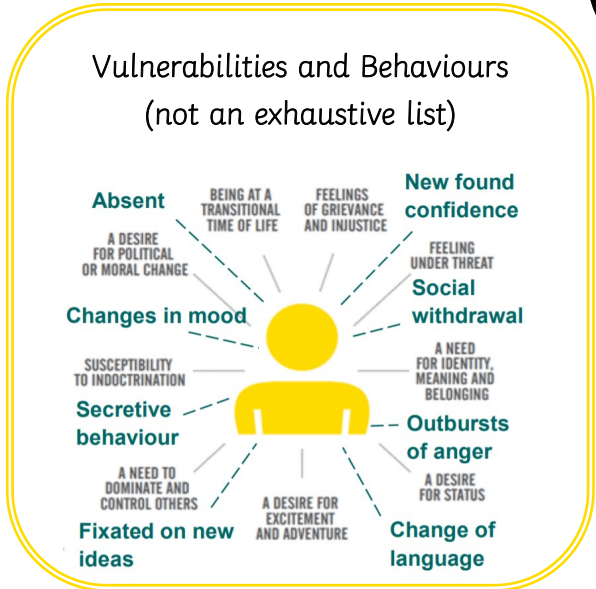 Vulnerabilities and Behaviours
(not an exhaustive list)
Absent
BEING AT A
TRANSITIONAL
TIME OF LIFE
FEELINGS
OF GRIEVANCE
AND INJUSTICE
New found
confidence
A DESIRE
FOR POLITICAL
OR MORAL CHANGE
FEELING
UNDER THREAT
Changes in mood
Social
withdrawal
SUSCEPTIBILITY
TO INDOCTRINATION
A NEED
FOR IDENTITY,
MEANING AND
BELONGING
Secretive
behaviour
Outbursts
of anger
A NEED TO
DOMINATE AND
CONTROL OTHERS
A DESIRE FOR
EXCITEMENT
AND ADVENTURE
A DESIRE
FOR STATUS
Fixated on new
ideas
Change of
language